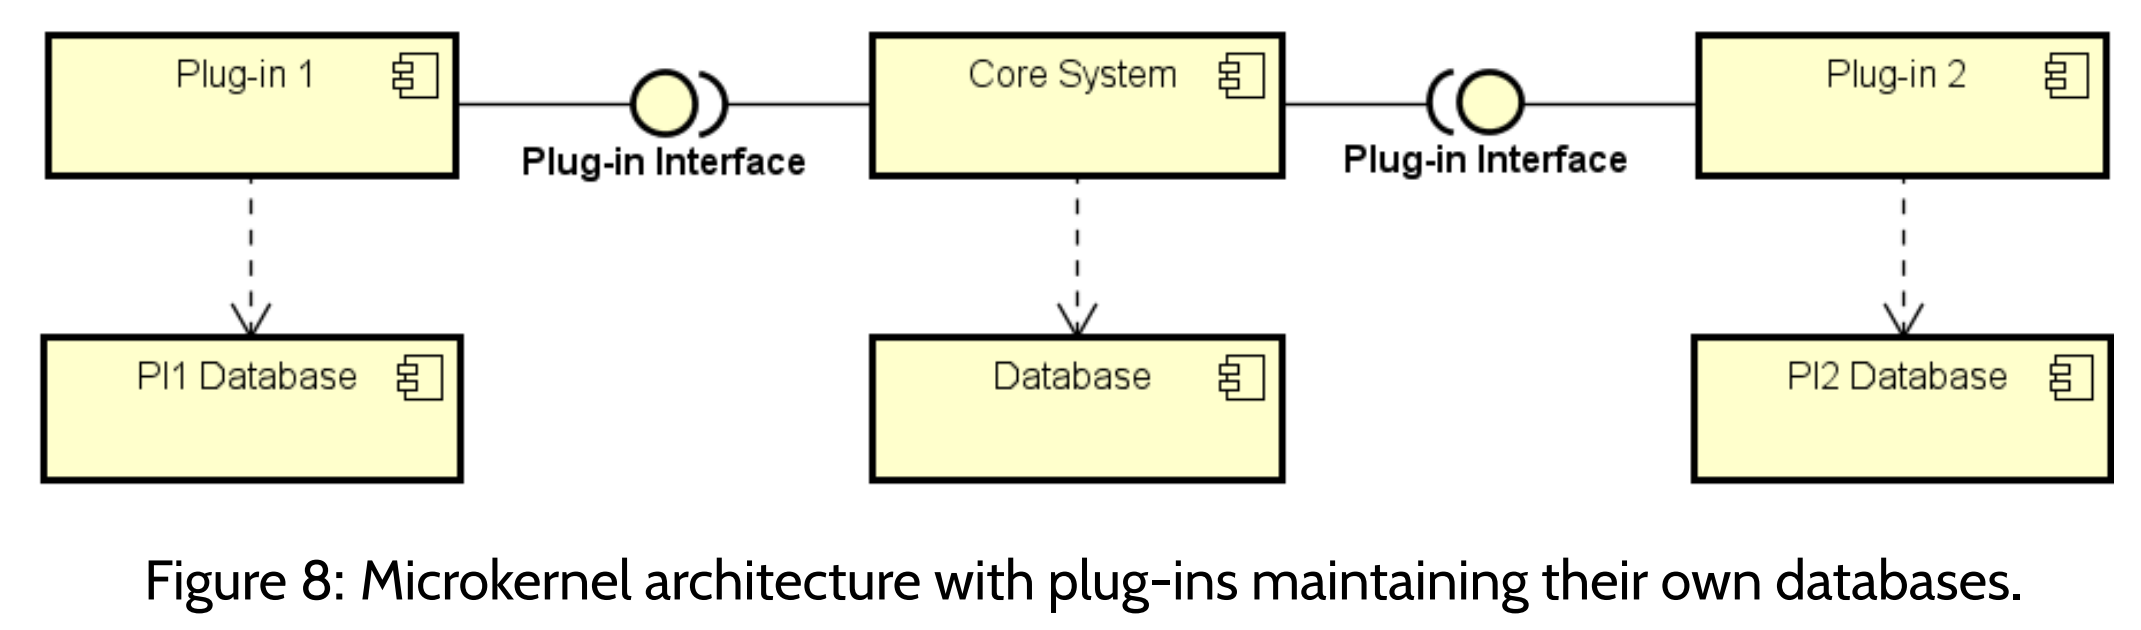 Plug-in 1
Core System
Plug-in 2
Plug-in Interface
Plug-in Interface
PI1 Database
Database
PI2 Database
Figure 8: Microkernel architecture with plug-ins maintaining their own databases.